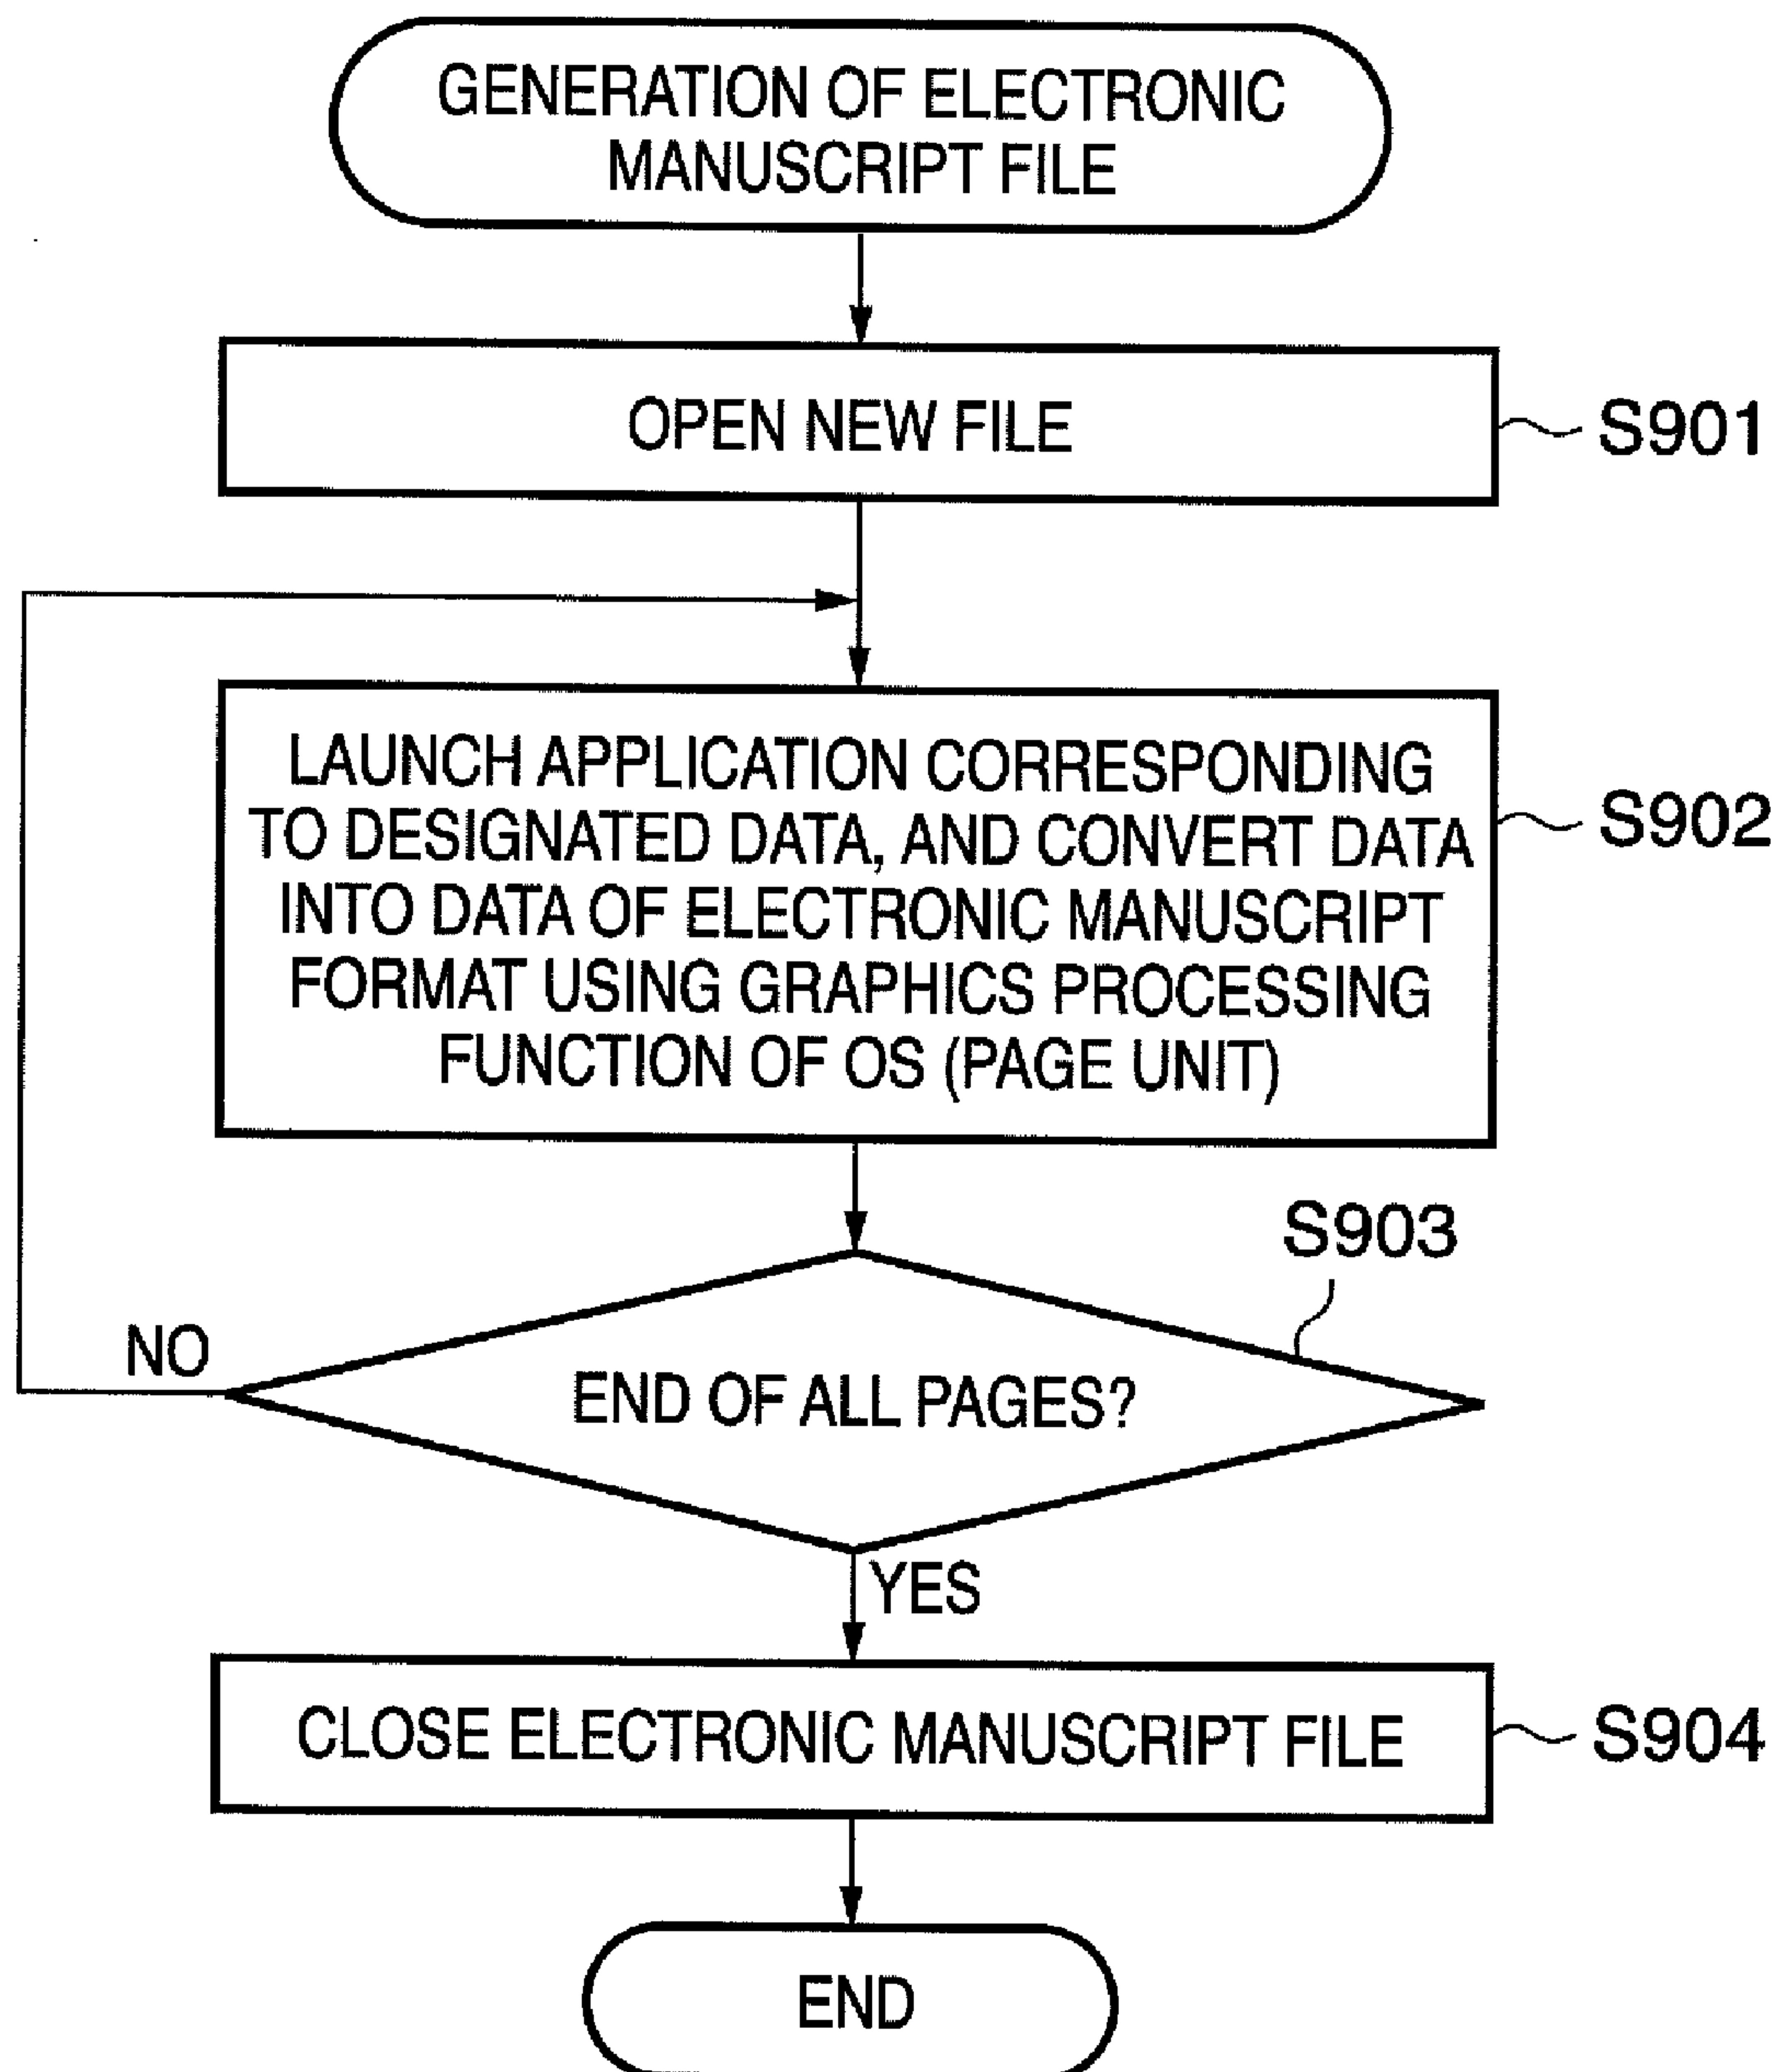 GENERATION OF ELECTRONIC
MANUSCRIPT FILE
OPEN NEW FILE
S901
LAUNCH APPLICATION CORRESPONDING
TO DESIGNATED DATA, AND CONVERT DATA
INTO DATA OF ELECTRONIC MANUSCRIPT
FORMAT USING GRAPHICS PROCESSING
FUNCTION OF OS (PAGE UNIT)
S902
S903
NO
END OF ALL PAGES?
YES
CLOSE ELECTRONIC MANUSCRIPT FILE
S904
END